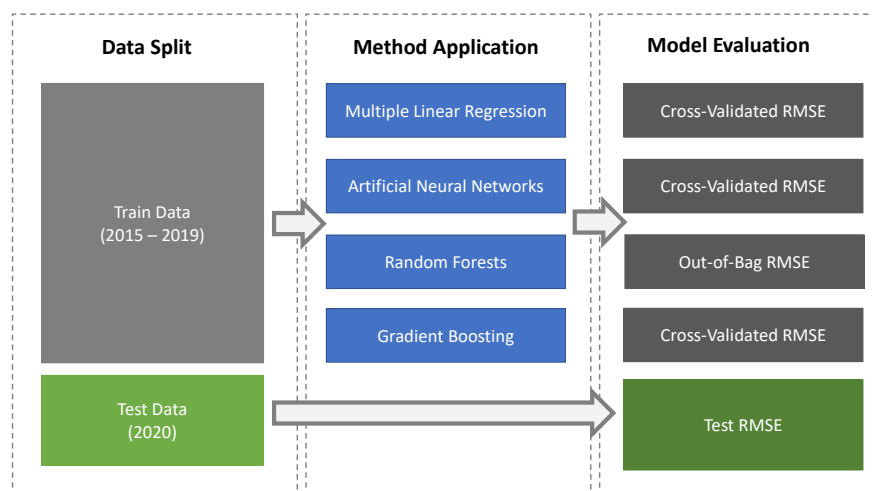 Data Split
Train Data
(2015 – 2019)
Test Data
(2020)
Method Application
Multiple Linear Regression
Artificial Neural Networks
Random Forests
Gradient Boosting
Model Evaluation
Cross-Validated RMSE
Cross-Validated RMSE
Out-of-Bag RMSE
Cross-Validated RMSE
Test RMSE